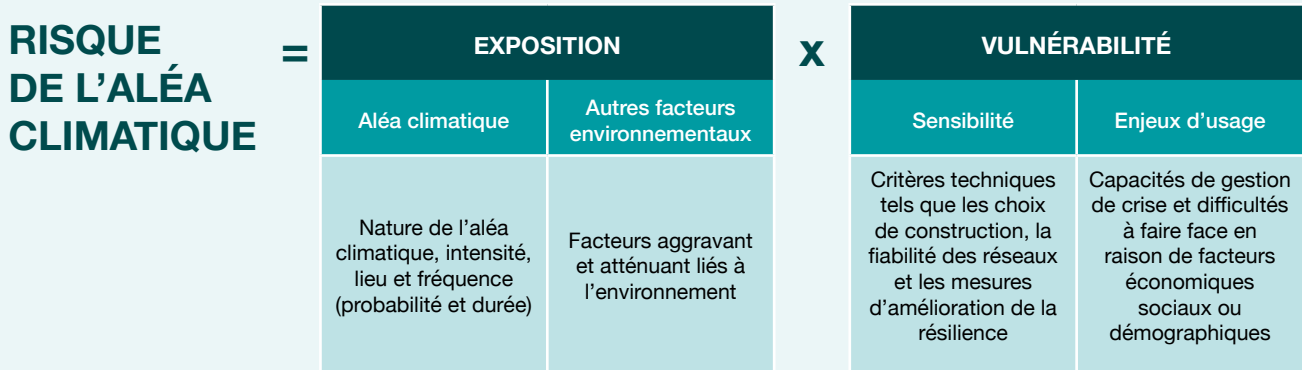 RISQUE
DE L'ALÉA
CLIMATIQUE
=
EXPOSITION
Aléa climatique
Autres facteurs
environnementaux
Nature de l'aléa
climatique, intensité,
lieu et fréquence
(probabilité et durée)
Facteurs aggravant
et atténuant liés à
l'environnement
x
VULNÉRABILITÉ
Sensibilité
Enjeux d'usage
Critères techniques
tels que les choix
de construction, la
fiabilité des réseaux
et les mesures
d'amélioration de la
résilience
Capacités de gestion
de crise et difficultés
à faire face en
raison de facteurs
économiques
sociaux ou
démographiques